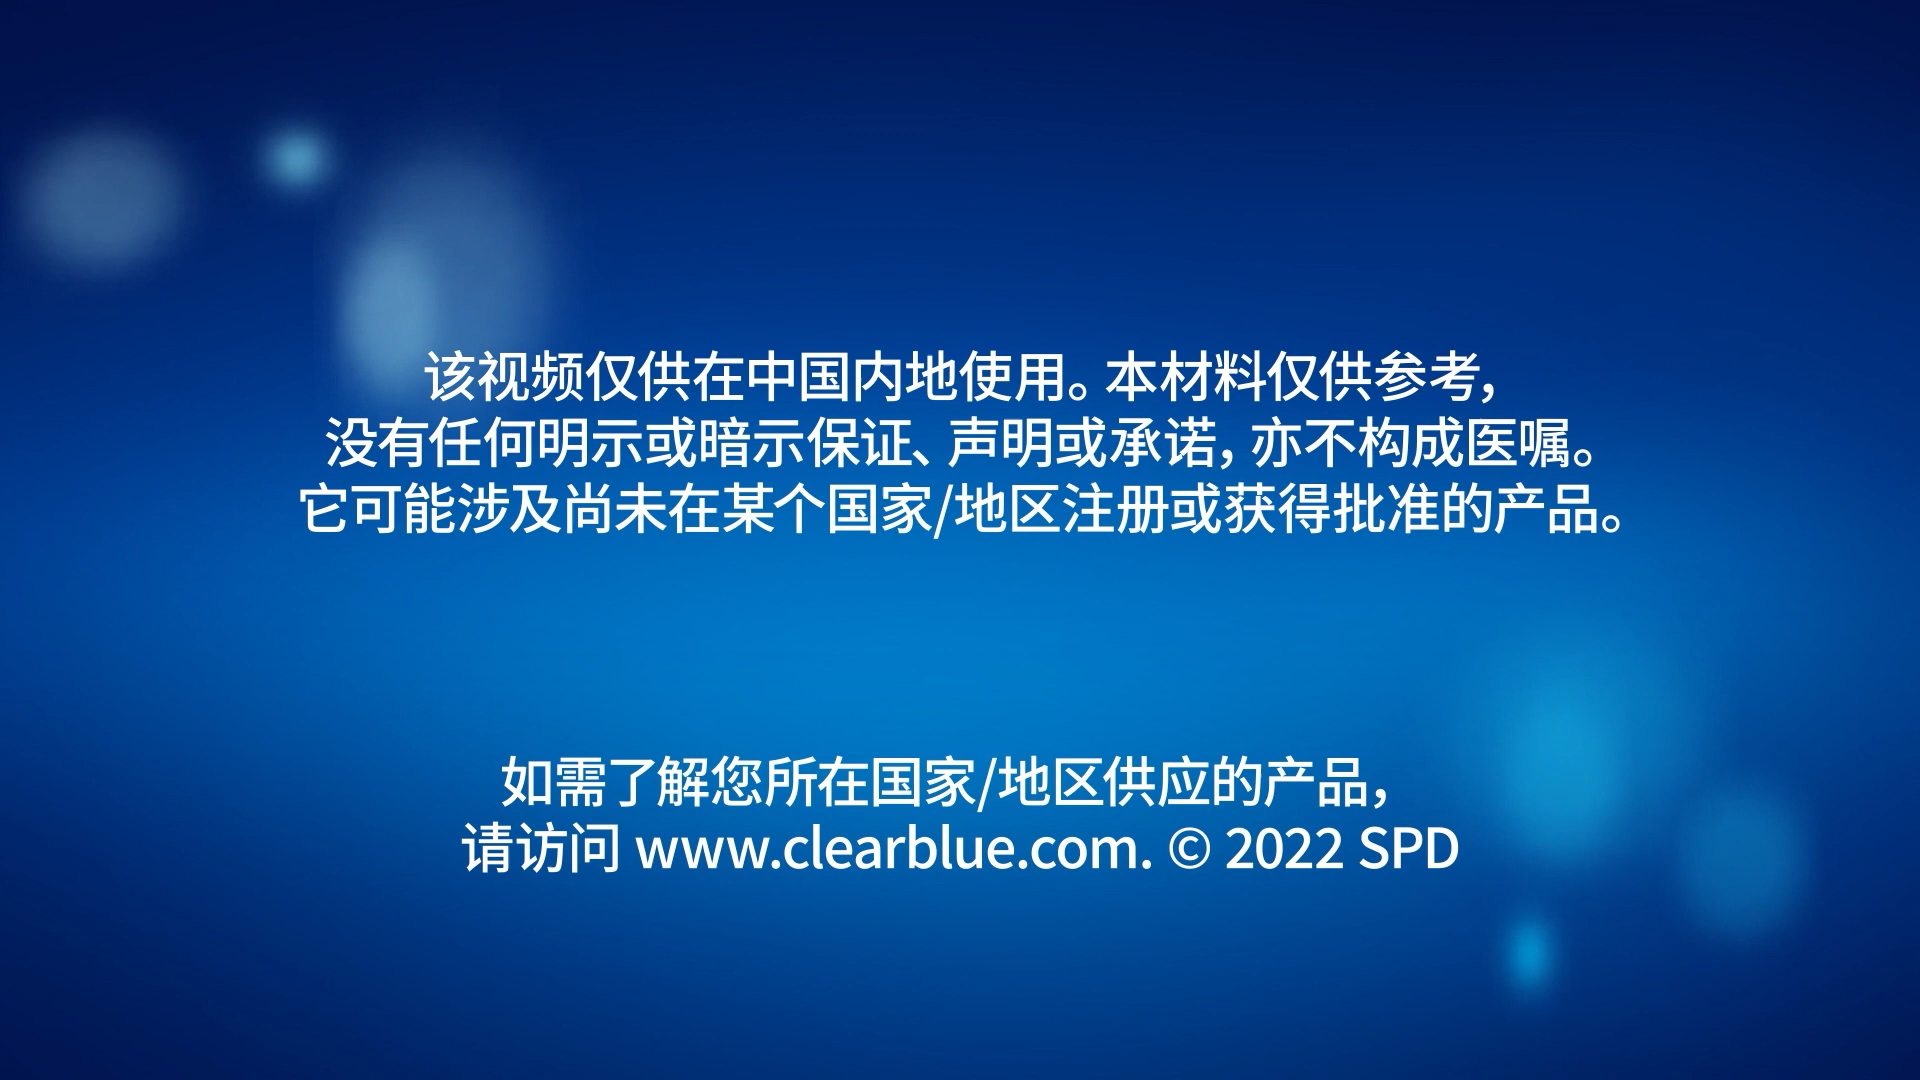 该视频仅供在中国内地使用。本材料仅供参考，
没有任何明示或暗示保证、声明或承诺，亦不构成医嘱。
它可能涉及尚未在某个国家/地区注册或获得批准的产品。
如需了解您所在国家/地区供应的产品，
请访问 www.clearblue.com. © 2022 SPD